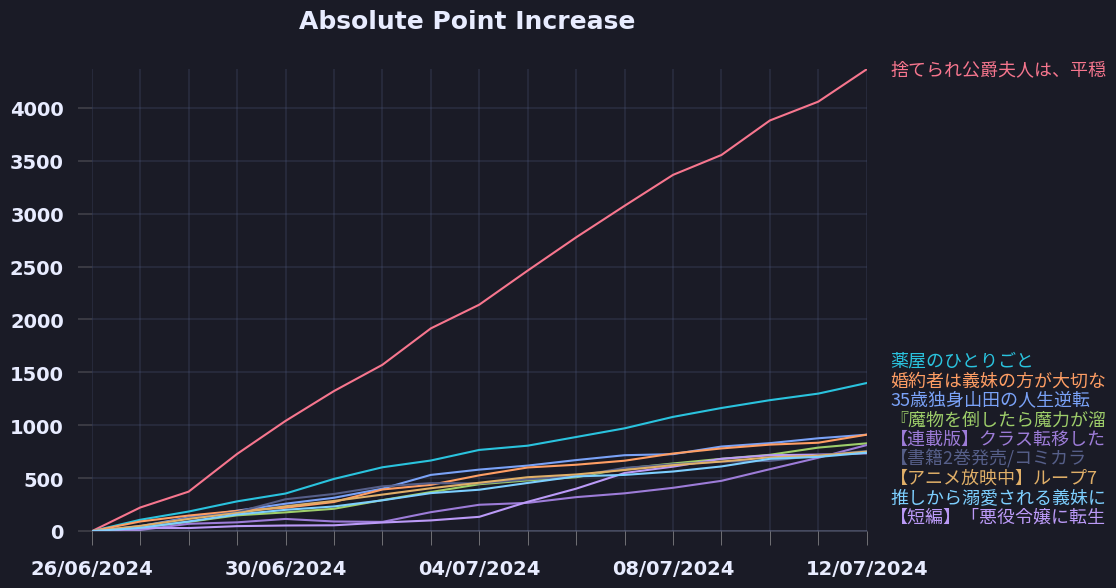 Absolute Point Increase
捨てられ公爵夫人は、平穏
4000
3500
3000
2500
2000
1500
1000
500
0
薬屋のひとりごと
婚約者は義妹の方が大切な
35歳独身山田の人生逆転
『魔物を倒したら魔力が溜
【連載版】クラス転移した
【書籍2巻発売/コミカラ
【アニメ放映中】ループ7
推しから溺愛される義妹に
【短編】「悪役令嬢に転生
26/06/2024
30/06/2024
04/07/2024
08/07/2024
12/07/2024